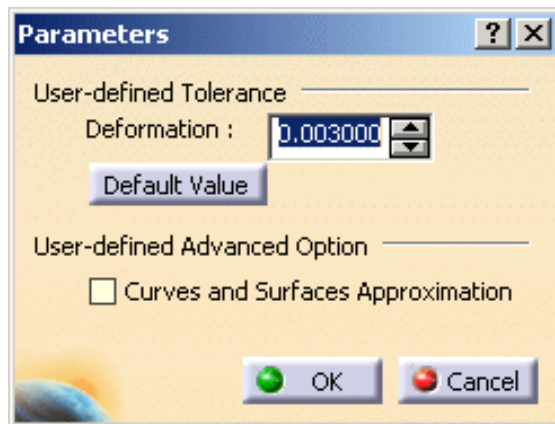 Parameters ? X
User-defined Tolerance
Deformation : 0.003000
Default Value
User-defined Advanced Option
Curves and Surfaces Approximation
OK Cancel